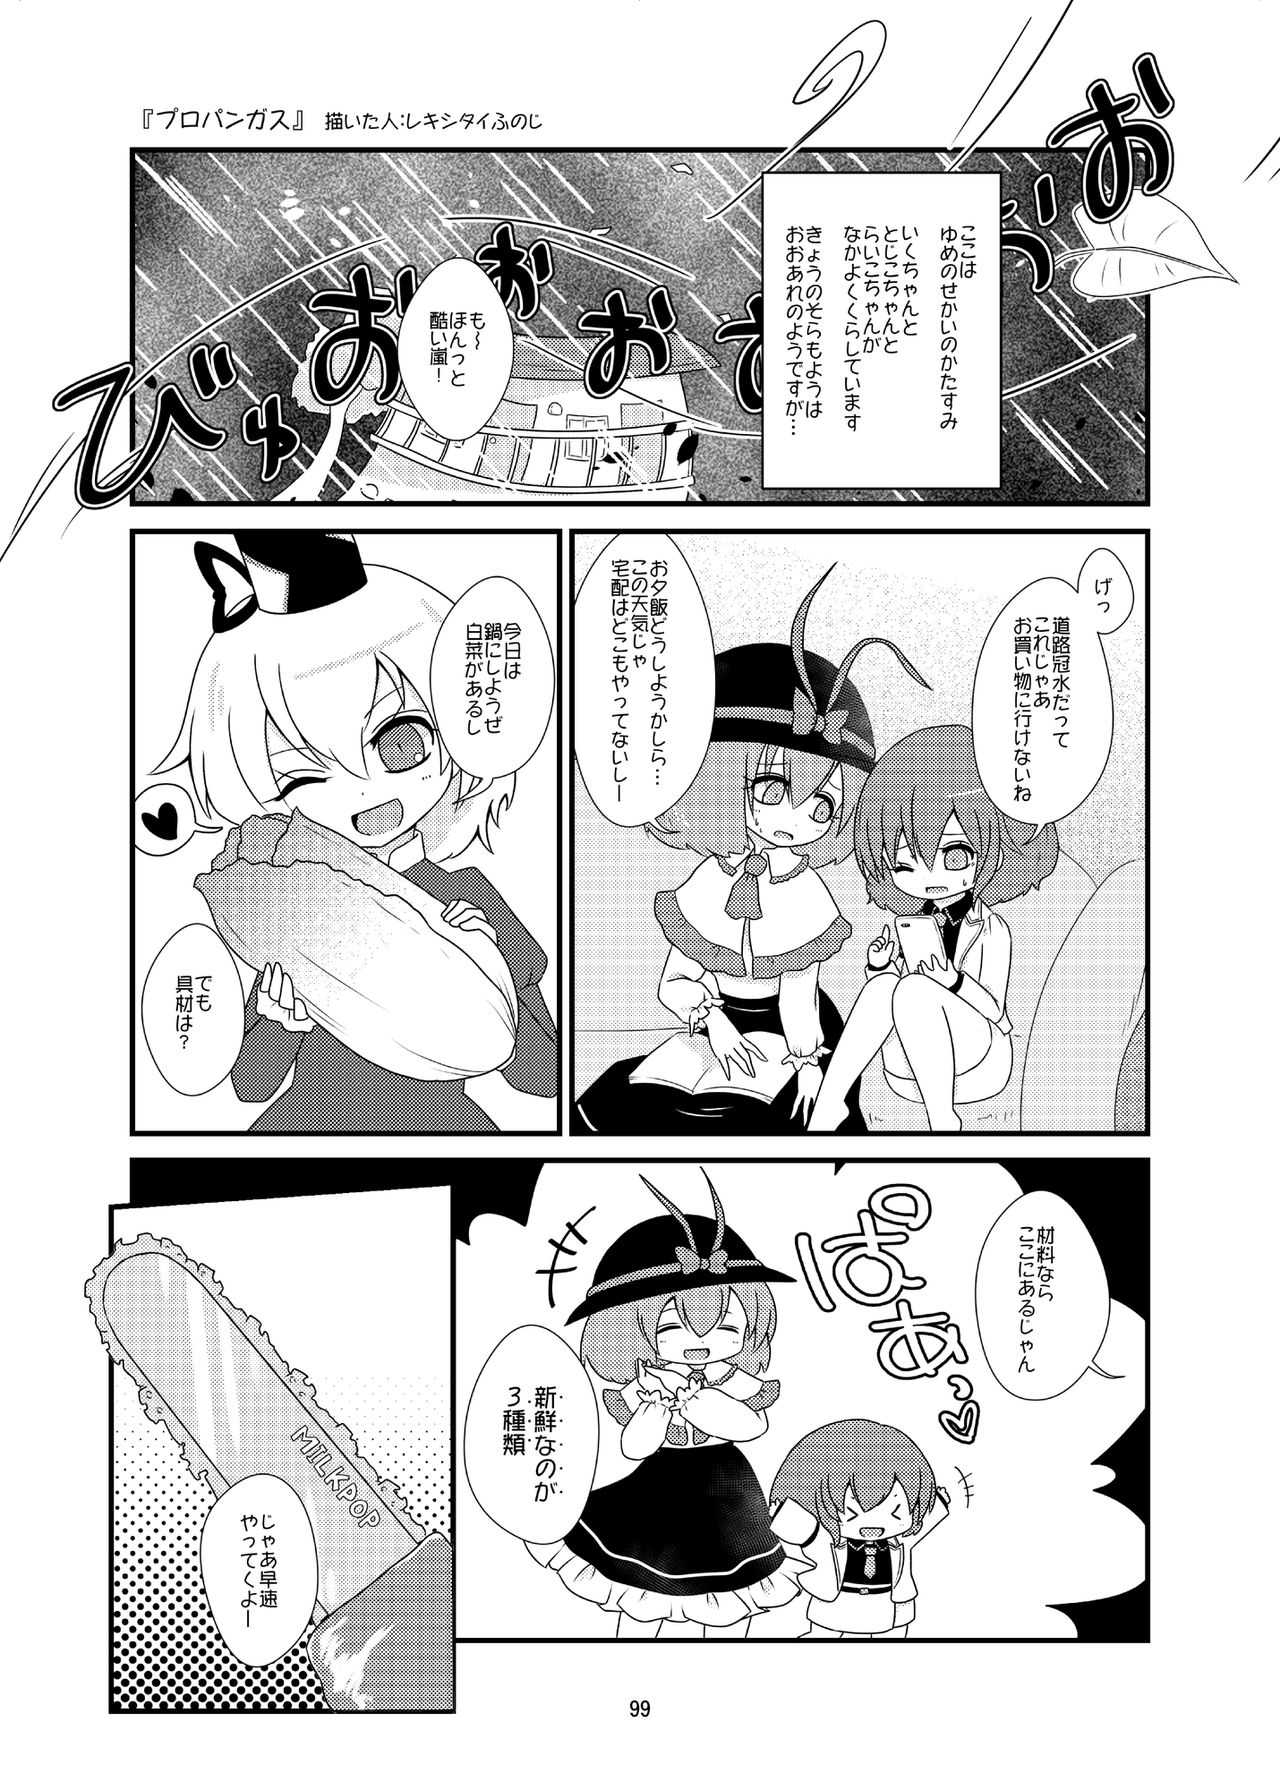 『プロパンガス』 描いた人:レキシタイふのじ
ここは
ゆめのせかいのかたすみ
いくちゃんと
とじこちゃんと
らいこちゃんが
なかよくくらしています
きょうのそらもようは
おおあれのようですが…
びゅおおおおおうお
も〜
ほんっと
酷い嵐!
げっ
道路冠水だって
これじゃあ
お買い物に行けないね
お夕飯どうしようかしら…
この天気じゃ
宅配はどこもやってないしー
今日は
鍋にしようぜ
白菜があるし
でも
具材は?
材料なら
ここにあるじゃん
はーあぁっ♡
新鮮なのが
3種類
MILKPOP
じゃあ早速
やってくよー
99